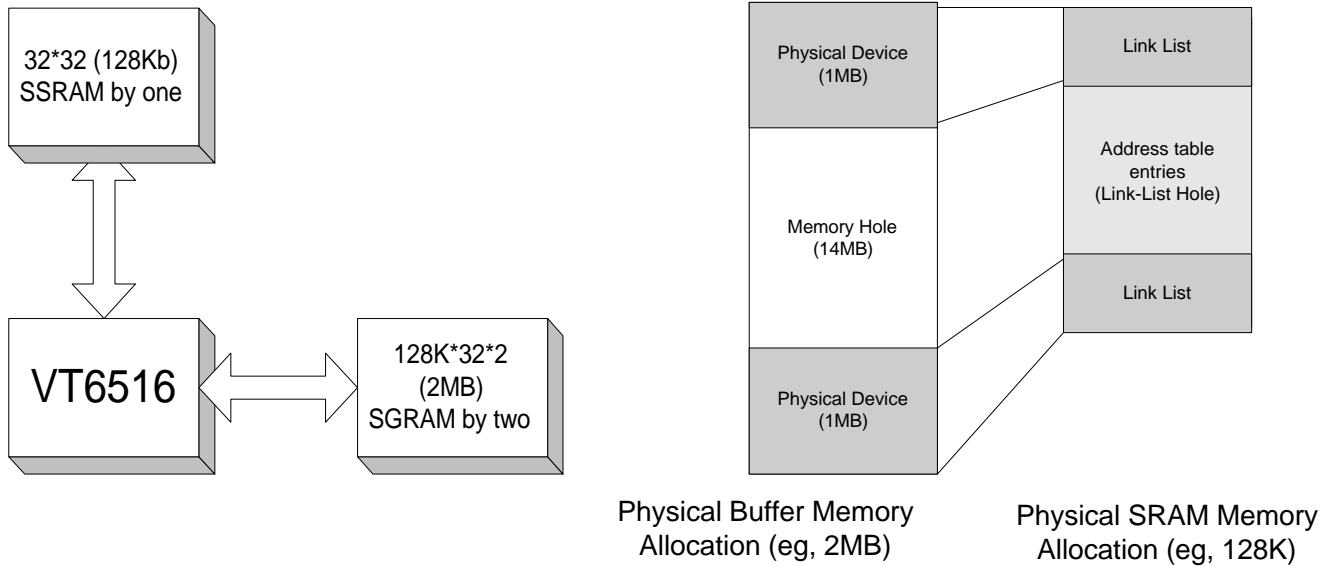 32*32 (128Kb)
SSRAM by one
VT6516
128K*32*2
(2MB)
SGRAM by two
Physical Device
(1MB)
Memory Hole
(14MB)
Physical Device
(1MB)
Physical Buffer Memory
Allocation (eg, 2MB)
Link List
Address table
entries
(Link-List Hole)
Link List
Physical SRAM Memory
Allocation (eg, 128K)